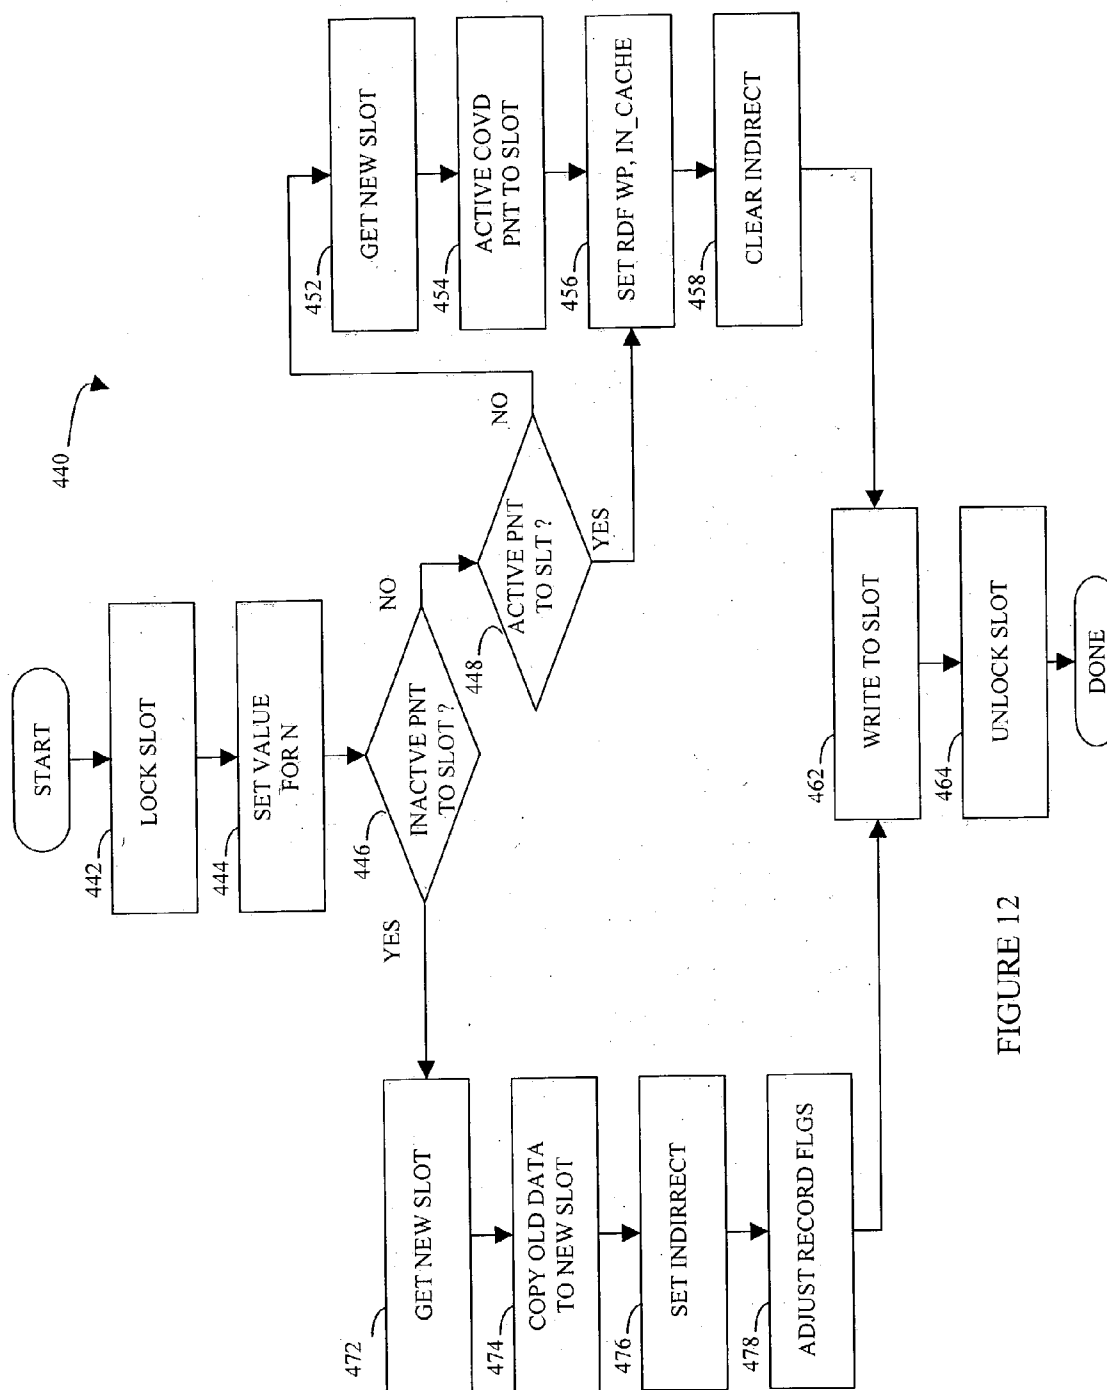 440
START
442
LOCK SLOT
444
SET VALUE
FOR N
446
INACTVE PNT
TO SLOT ?
YES
NO
448
ACTIVE PNT
TO SLT ?
NO
YES
452
GET NEW SLOT
454
ACTIVE COVD
PNT TO SLOT
456
SET RDF WP, IN_CACHE
458
CLEAR INDIRECT
472
GET NEW SLOT
474
COPY OLD DATA
TO NEW SLOT
476
SET INDIRRECT
478
ADJUST RECORD FLGS
462
WRITE TO SLOT
464
UNLOCK SLOT
DONE
FIGURE 12